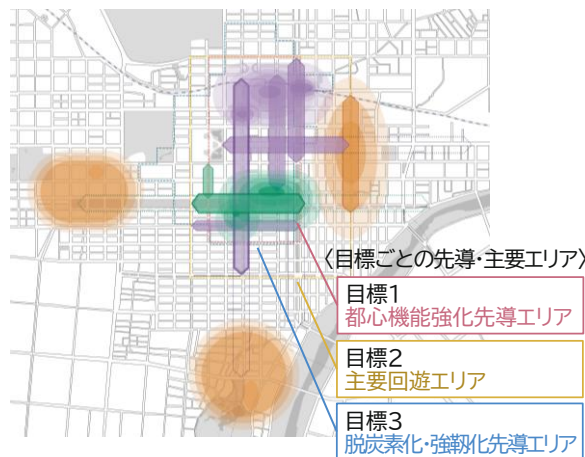 〈目標ごとの先導・主要エリア〉
目標1
都心機能強化先導エリア
目標2
主要回遊エリア
目標3
脱炭素化・強靱化先導エリア